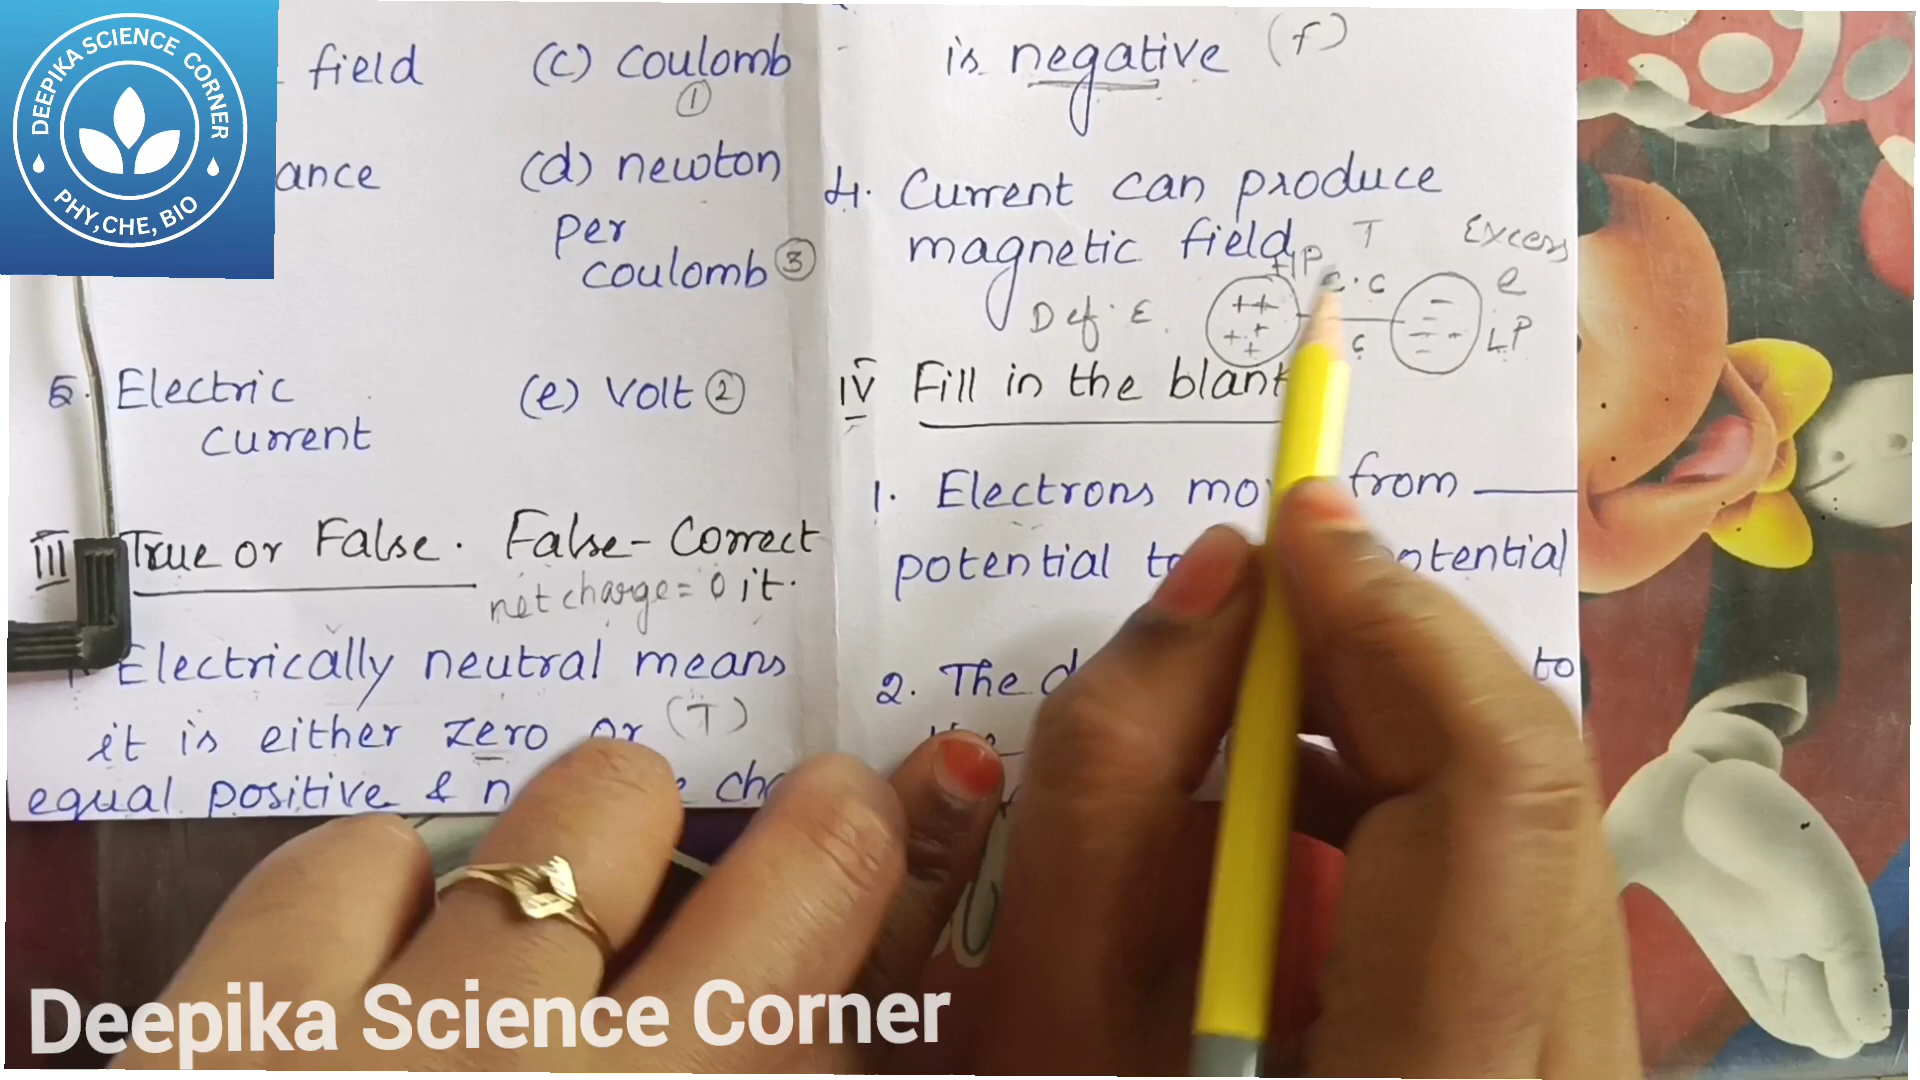 DEEPIKA SCIENCE CORNER
PHY,CHE, BIO
field (c) coulomb
①
ance (d) newton
per
coulomb ③
5. Electric (e) volt ②
current
III True or False. False - Correct
net charge = 0 it.
Electrically neutral means
it is either zero or (T)
equal positive &
is negative (f)
4. Current can produce
magnetic field T Excess
HP c.c e
++ - LP
Def. E.
IV Fill in the blank
1. Electrons from ____
potential
2. The to
Deepika Science Corner